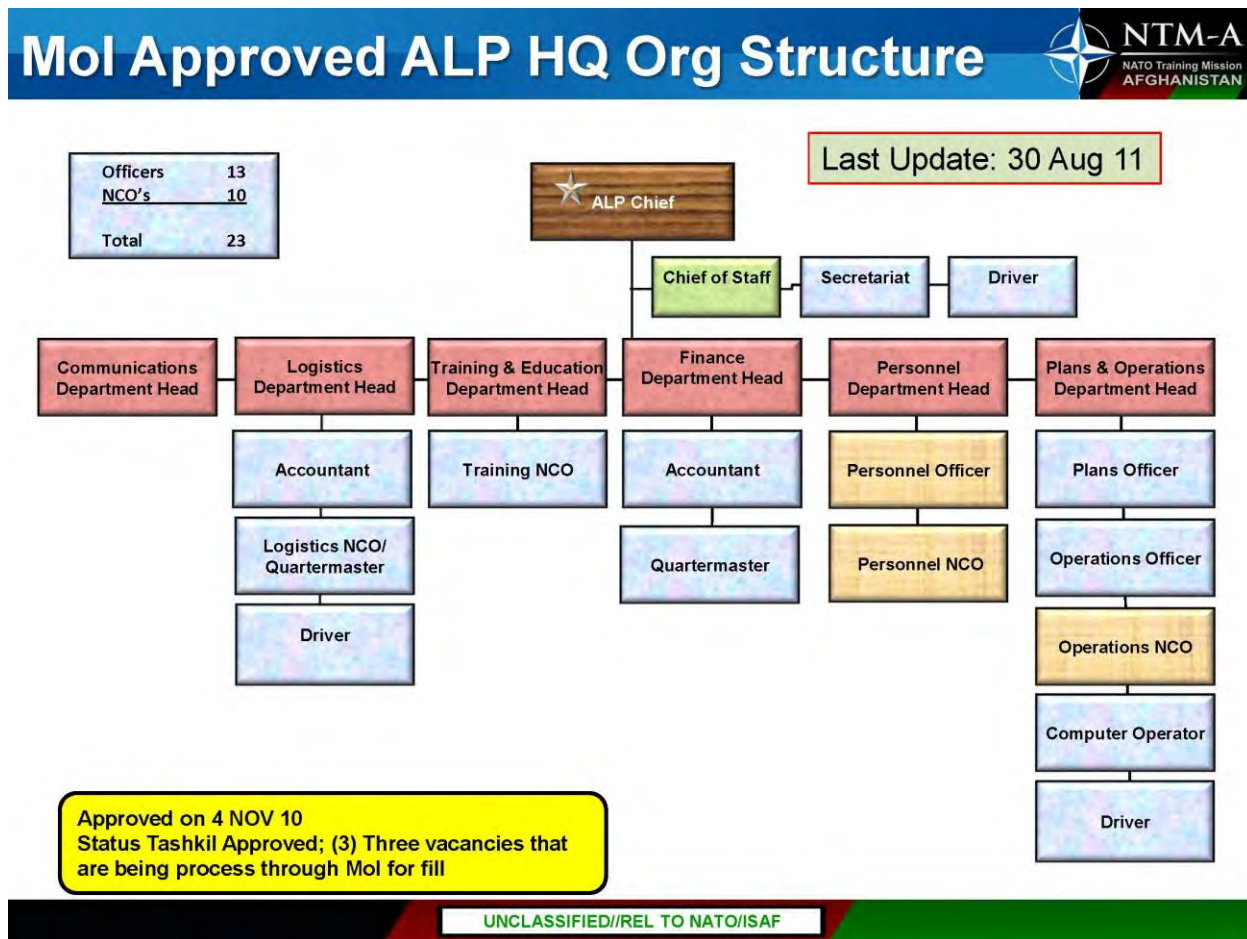 MoI Approved ALP HQ Org Structure
NTM-A
NATO Training Mission
AFGHANISTAN
Officers 13
NCO's 10
Total 23
Last Update: 30 Aug 11
ALP Chief
Chief of Staff
Secretariat
Driver
Communications
Department Head
Logistics
Department Head
Training & Education
Department Head
Finance
Department Head
Personnel
Department Head
Plans & Operations
Department Head
Accountant
Logistics NCO/
Quartermaster
Driver
Training NCO
Accountant
Quartermaster
Personnel Officer
Personnel NCO
Plans Officer
Operations Officer
Operations NCO
Computer Operator
Driver
Approved on 4 NOV 10
Status Tashkil Approved; (3) Three vacancies that
are being process through MoI for fill
UNCLASSIFIED//REL TO NATO/ISAF